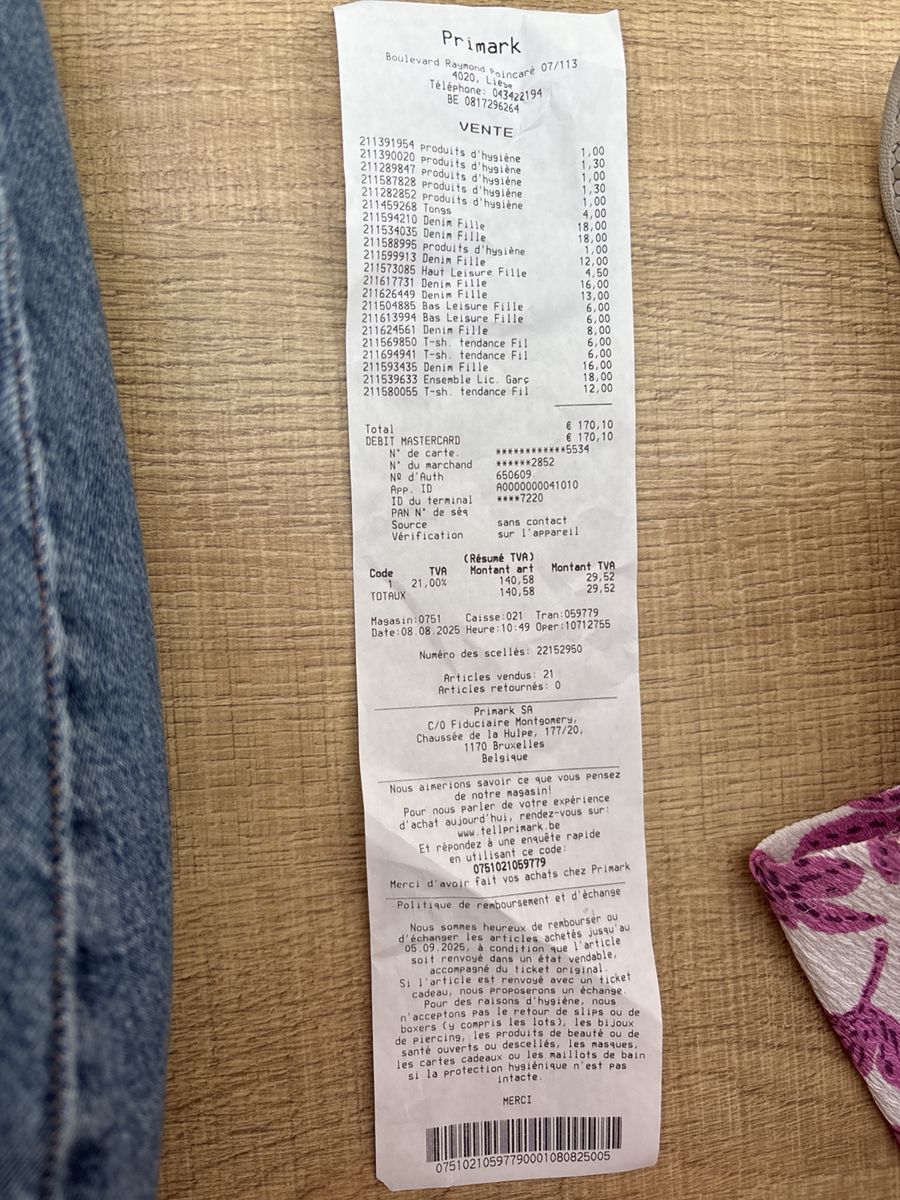 Primark
Boulevard Raymond Poincaré 07/113
4020, Liege
Téléphone: 043422194
BE 0817296264
VENTE
211391954 Produits d'hygiène 1,00
211390020 Produits d'hygiène 1,30
211289847 Produits d'hygiène 1,00
211587828 Produits d'hygiène 1,30
211282852 Produits d'hygiène 1,00
211459268 Tongs 4,00
211594210 Denim Fille 18,00
211534035 Denim Fille 18,00
211588995 Produits d'hygiène 1,00
211599913 Denim Fille 12,00
211573085 Haut Leisure Fille 4,50
211617731 Denim Fille 16,00
211626449 Denim Fille 13,00
211504885 Bas Leisure Fille 6,00
211613994 Bas Leisure Fille 6,00
211624561 Denim Fille 8,00
211569850 T-sh. tendance Fil 6,00
211694941 T-sh. tendance Fil 6,00
211593435 Denim Fille 16,00
211539633 Ensemble Lic. Garç 18,00
211580055 T-sh. tendance Fil 12,00
Total € 170,10
DEBIT MASTERCARD € 170,10
N° de carte. ************5534
N° du marchand ******2852
Nº d'Auth 650609
App. ID A0000000041010
ID du terminal ****7220
PAN N° de séq
Source sans contact
Vérification sur l'appareil
(Résumé TVA)
Code TVA Montant art Montant TVA
1 21,00% 140,58 29,52
TOTAUX 140,58 29,52
Magasin:0751 Caisse:021 Tran:059779
Date:08.08.2025 Heure:10:49 Oper:10712755
Numéro des scellés: 22152950
Articles vendus: 21
Articles retournés: 0
Primark SA
C/O Fiduciaire Montgomery,
Chaussée de la Hulpe, 177/20,
1170 Bruxelles
Belgique
Nous aimerions savoir ce que vous pensez
de notre magasin!
Pour nous parler de votre expérience
d'achat aujourd'hui, rendez-vous sur:
www.tellprimark.be
Et répondez à une enquête rapide
en utilisant ce code:
0751021059779
Merci d'avoir fait vos achats chez Primark
Politique de remboursement et d'échange
Nous sommes heureux de rembourser ou
d'échanger les articles achetés jusqu'au
05.09.2025, à condition que l'article
soit renvoyé dans un état vendable,
accompagné du ticket original.
Si l'article est renvoyé avec un ticket
cadeau, nous proposerons un échange.
Pour des raisons d'hygiène, nous
n'acceptons pas le retour de slips ou de
boxers (y compris les lots), les bijoux
de piercing, les produits de beauté ou de
santé ouverts ou descellés, les masques,
les cartes cadeaux ou les maillots de bain
si la protection hygiénique n'est pas
intacte.
MERCI
07510210597790001080825005